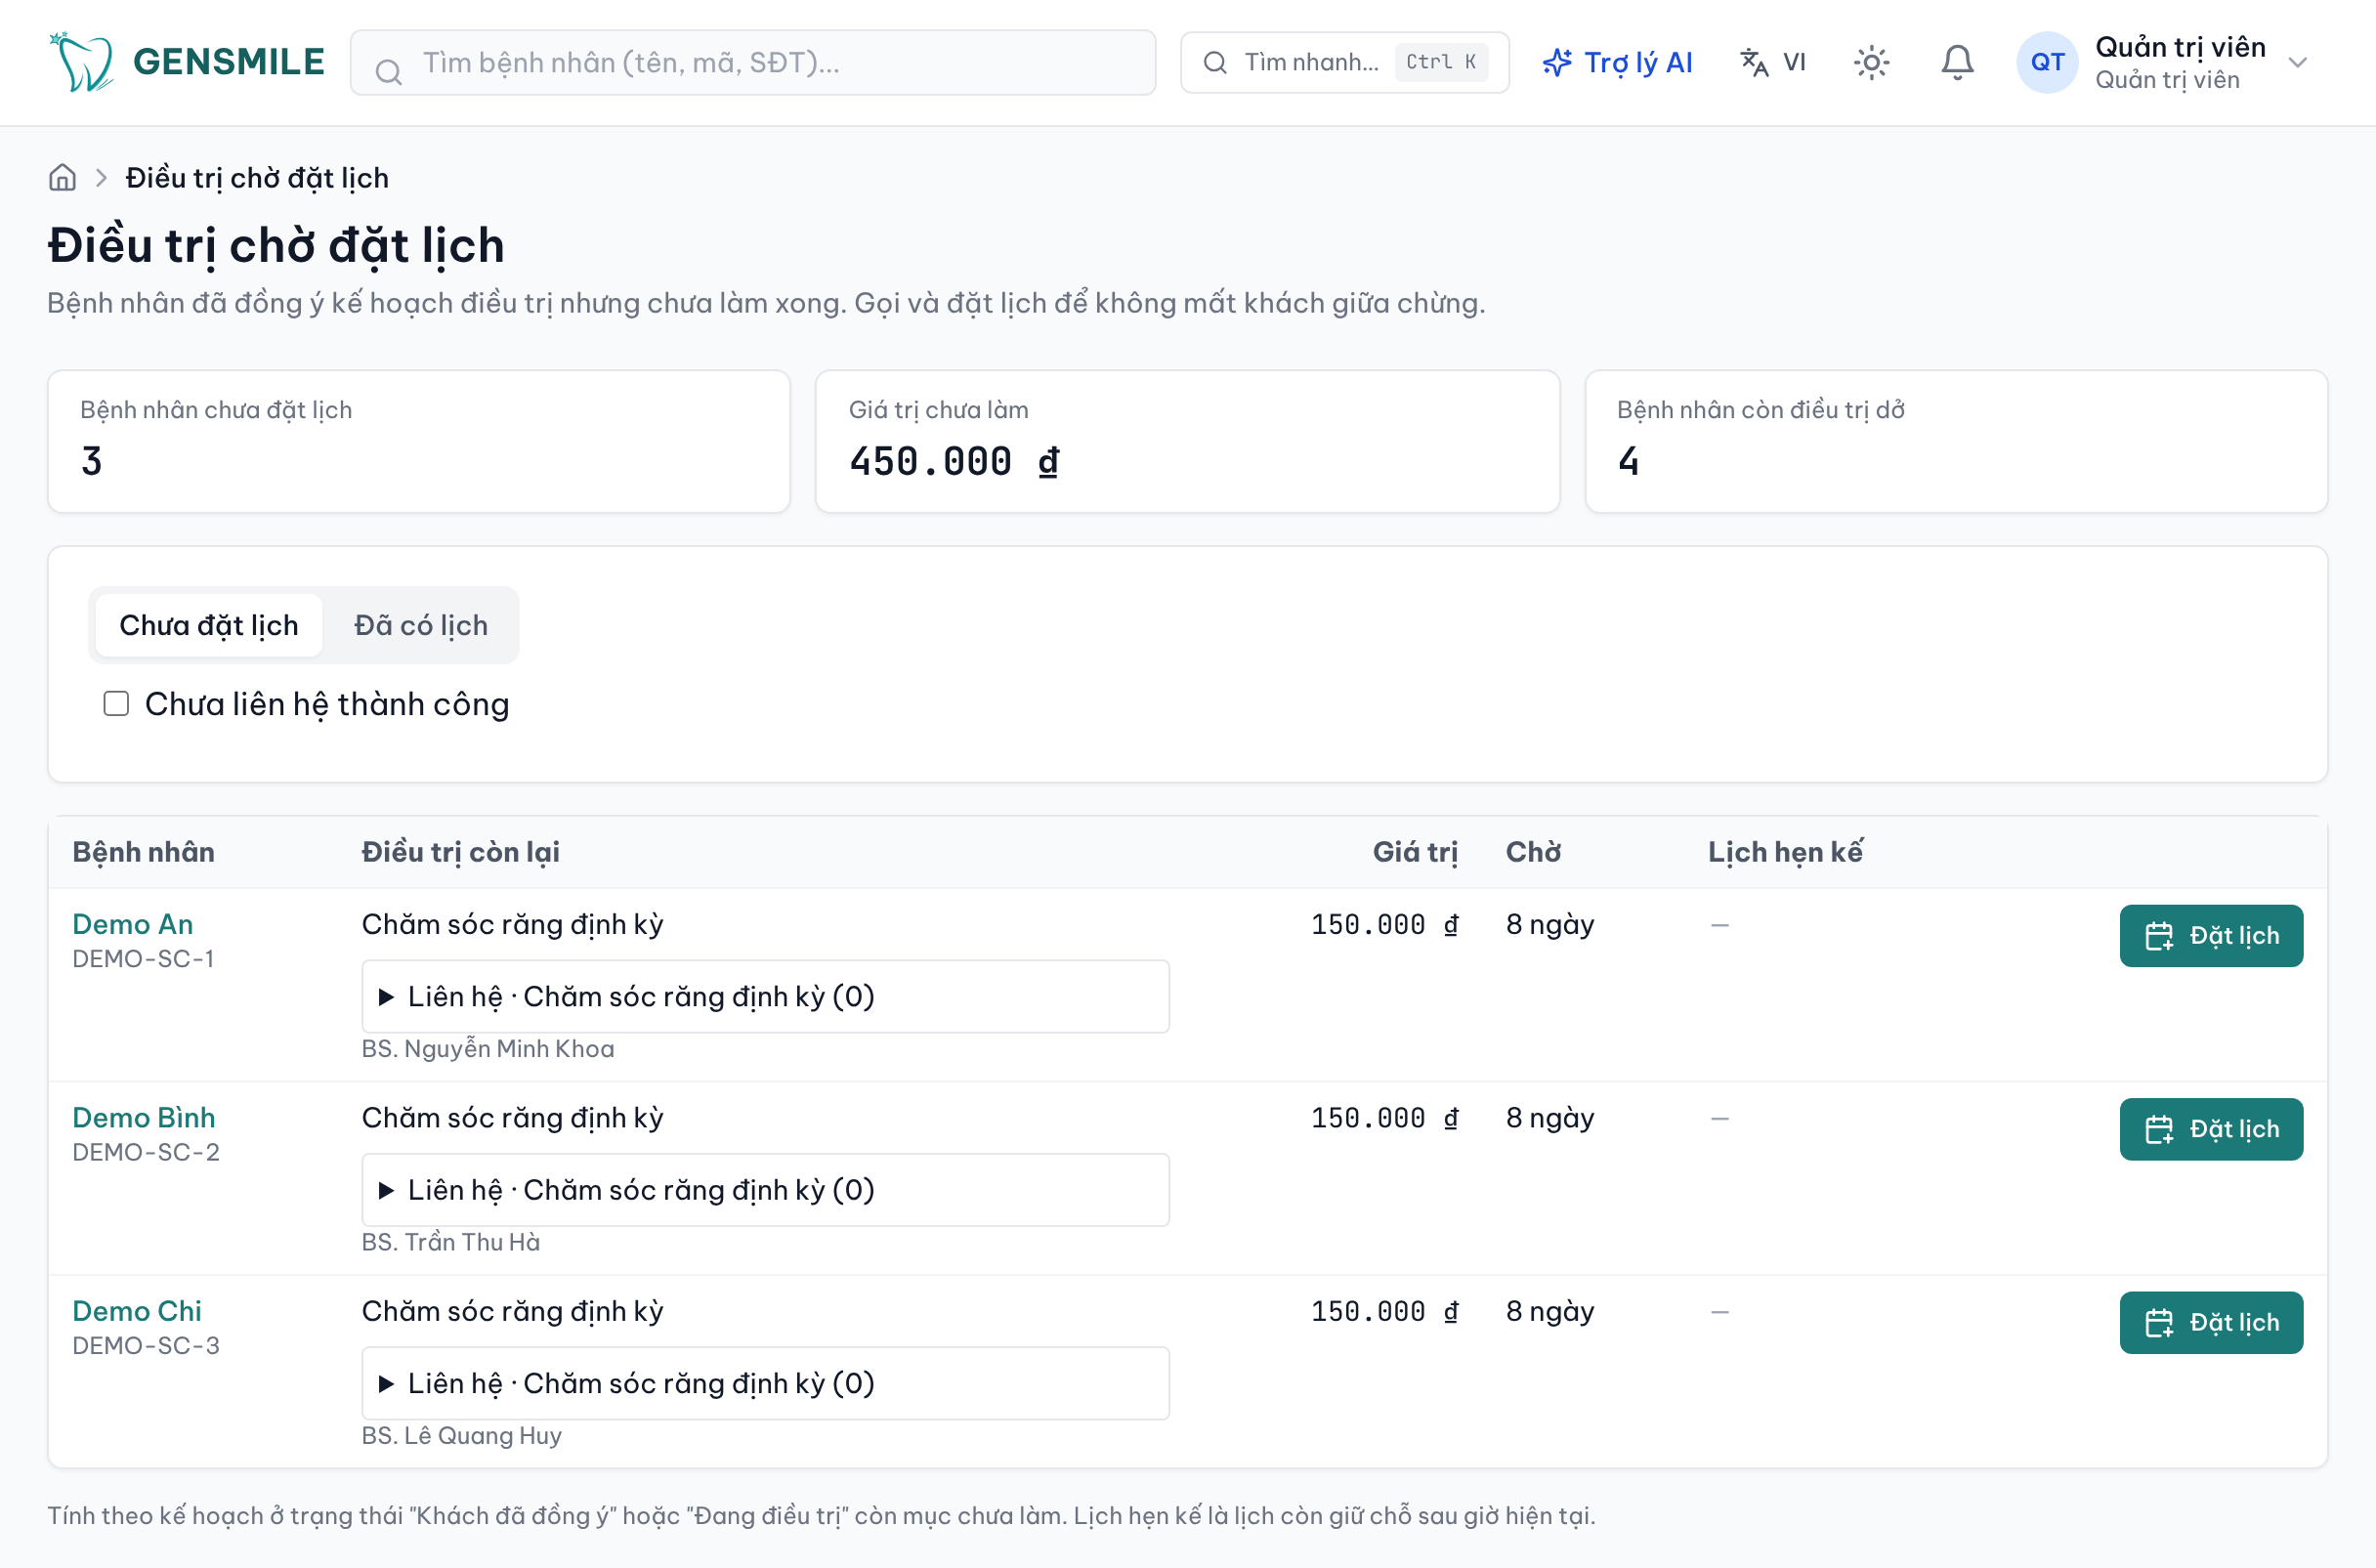 GENSMILE
Tìm bệnh nhân (tên, mã, SĐT)...
Tìm nhanh... Ctrl K
Trợ lý AI
VI
QT
Quản trị viên
Quản trị viên
Điều trị chờ đặt lịch
Điều trị chờ đặt lịch
Bệnh nhân đã đồng ý kế hoạch điều trị nhưng chưa làm xong. Gọi và đặt lịch để không mất khách giữa chừng.
Bệnh nhân chưa đặt lịch
3
Giá trị chưa làm
450.000 ₫
Bệnh nhân còn điều trị dở
4
Chưa đặt lịch
Đã có lịch
Chưa liên hệ thành công
Bệnh nhân Điều trị còn lại Giá trị Chờ Lịch hẹn kế
Demo An Chăm sóc răng định kỳ 150.000 ₫ 8 ngày — Đặt lịch
DEMO-SC-1
Liên hệ · Chăm sóc răng định kỳ (0)
BS. Nguyễn Minh Khoa
Demo Bình Chăm sóc răng định kỳ 150.000 ₫ 8 ngày — Đặt lịch
DEMO-SC-2
Liên hệ · Chăm sóc răng định kỳ (0)
BS. Trần Thu Hà
Demo Chi Chăm sóc răng định kỳ 150.000 ₫ 8 ngày — Đặt lịch
DEMO-SC-3
Liên hệ · Chăm sóc răng định kỳ (0)
BS. Lê Quang Huy
Tính theo kế hoạch ở trạng thái "Khách đã đồng ý" hoặc "Đang điều trị" còn mục chưa làm. Lịch hẹn kế là lịch còn giữ chỗ sau giờ hiện tại.